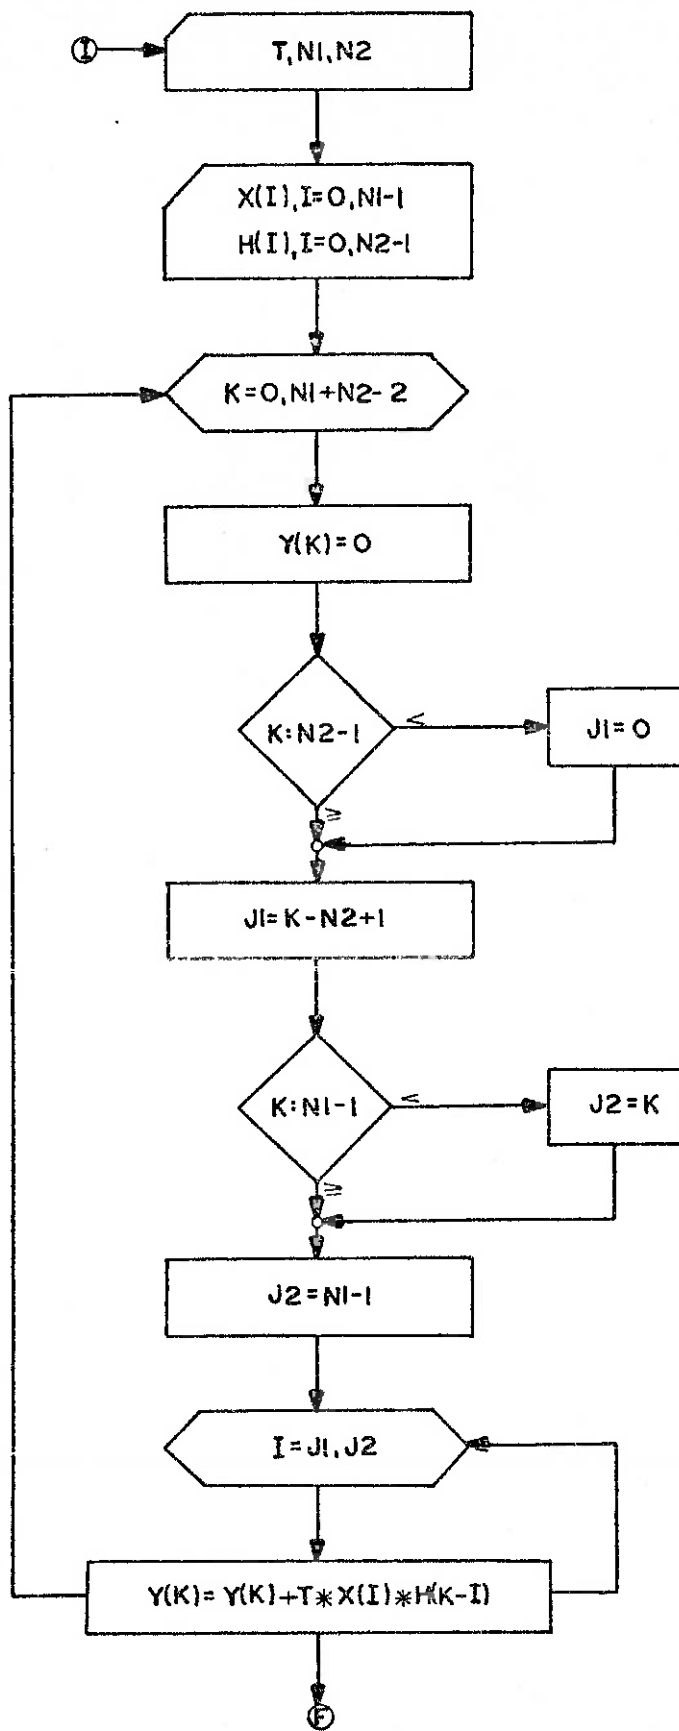 I
T,N1,N2
X(I),I=0,N1-1
H(I),I=0,N2-1
K=0,N1+N2-2
Y(K)=0
K:N2-1
<
J1=0
≥
J1=K-N2+1
K:N1-1
<
J2=K
≥
J2=N1-1
I=J1,J2
Y(K)=Y(K)+T*X(I)*H(K-I)
F